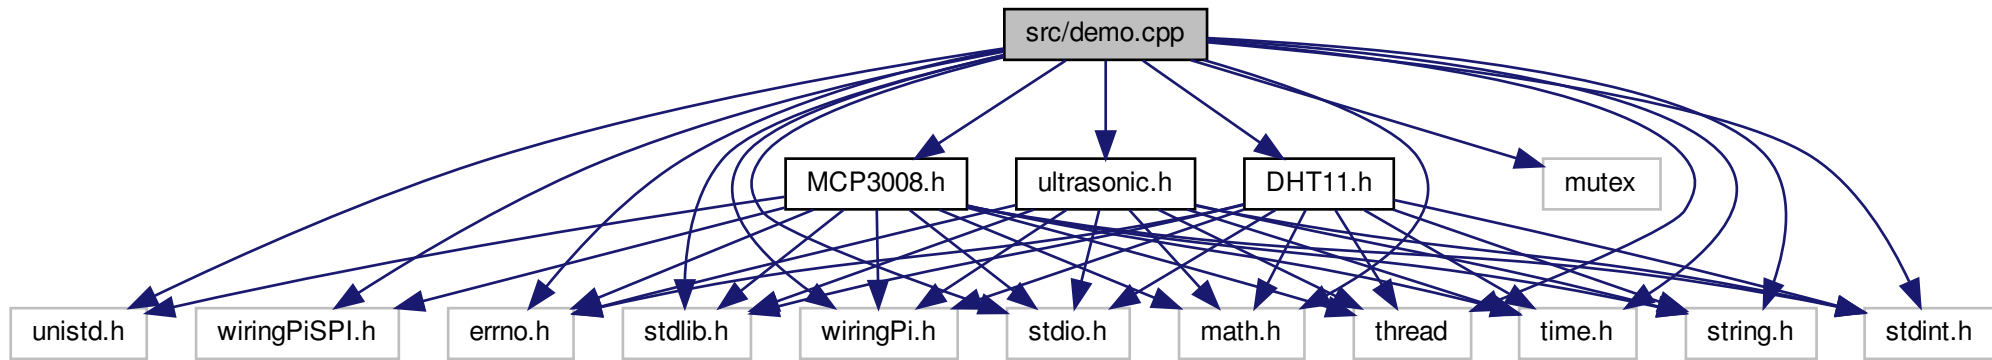 src/demo.cpp
MCP3008.h
ultrasonic.h
DHT11.h
mutex
unistd.h
wiringPiSPI.h
errno.h
stdlib.h
wiringPi.h
stdio.h
math.h
thread
time.h
string.h
stdint.h